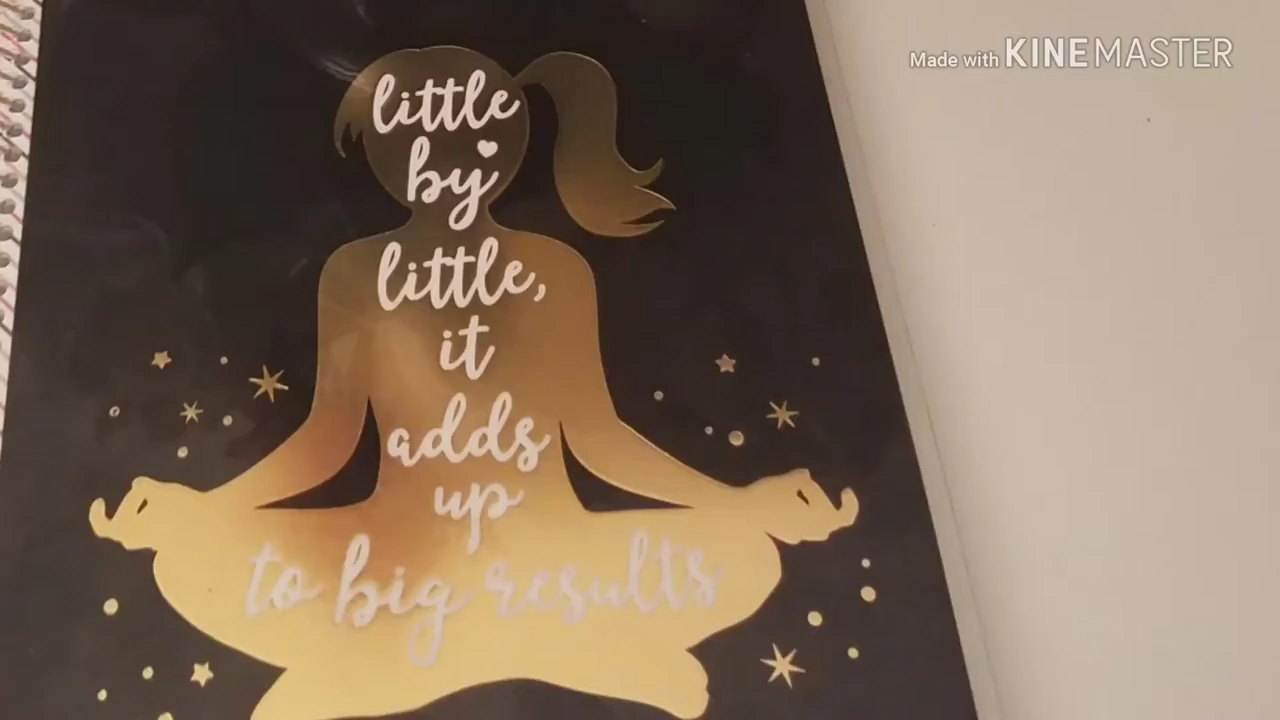 Made with KINEMASTER
little
by
little,
it
adds
up
to big results